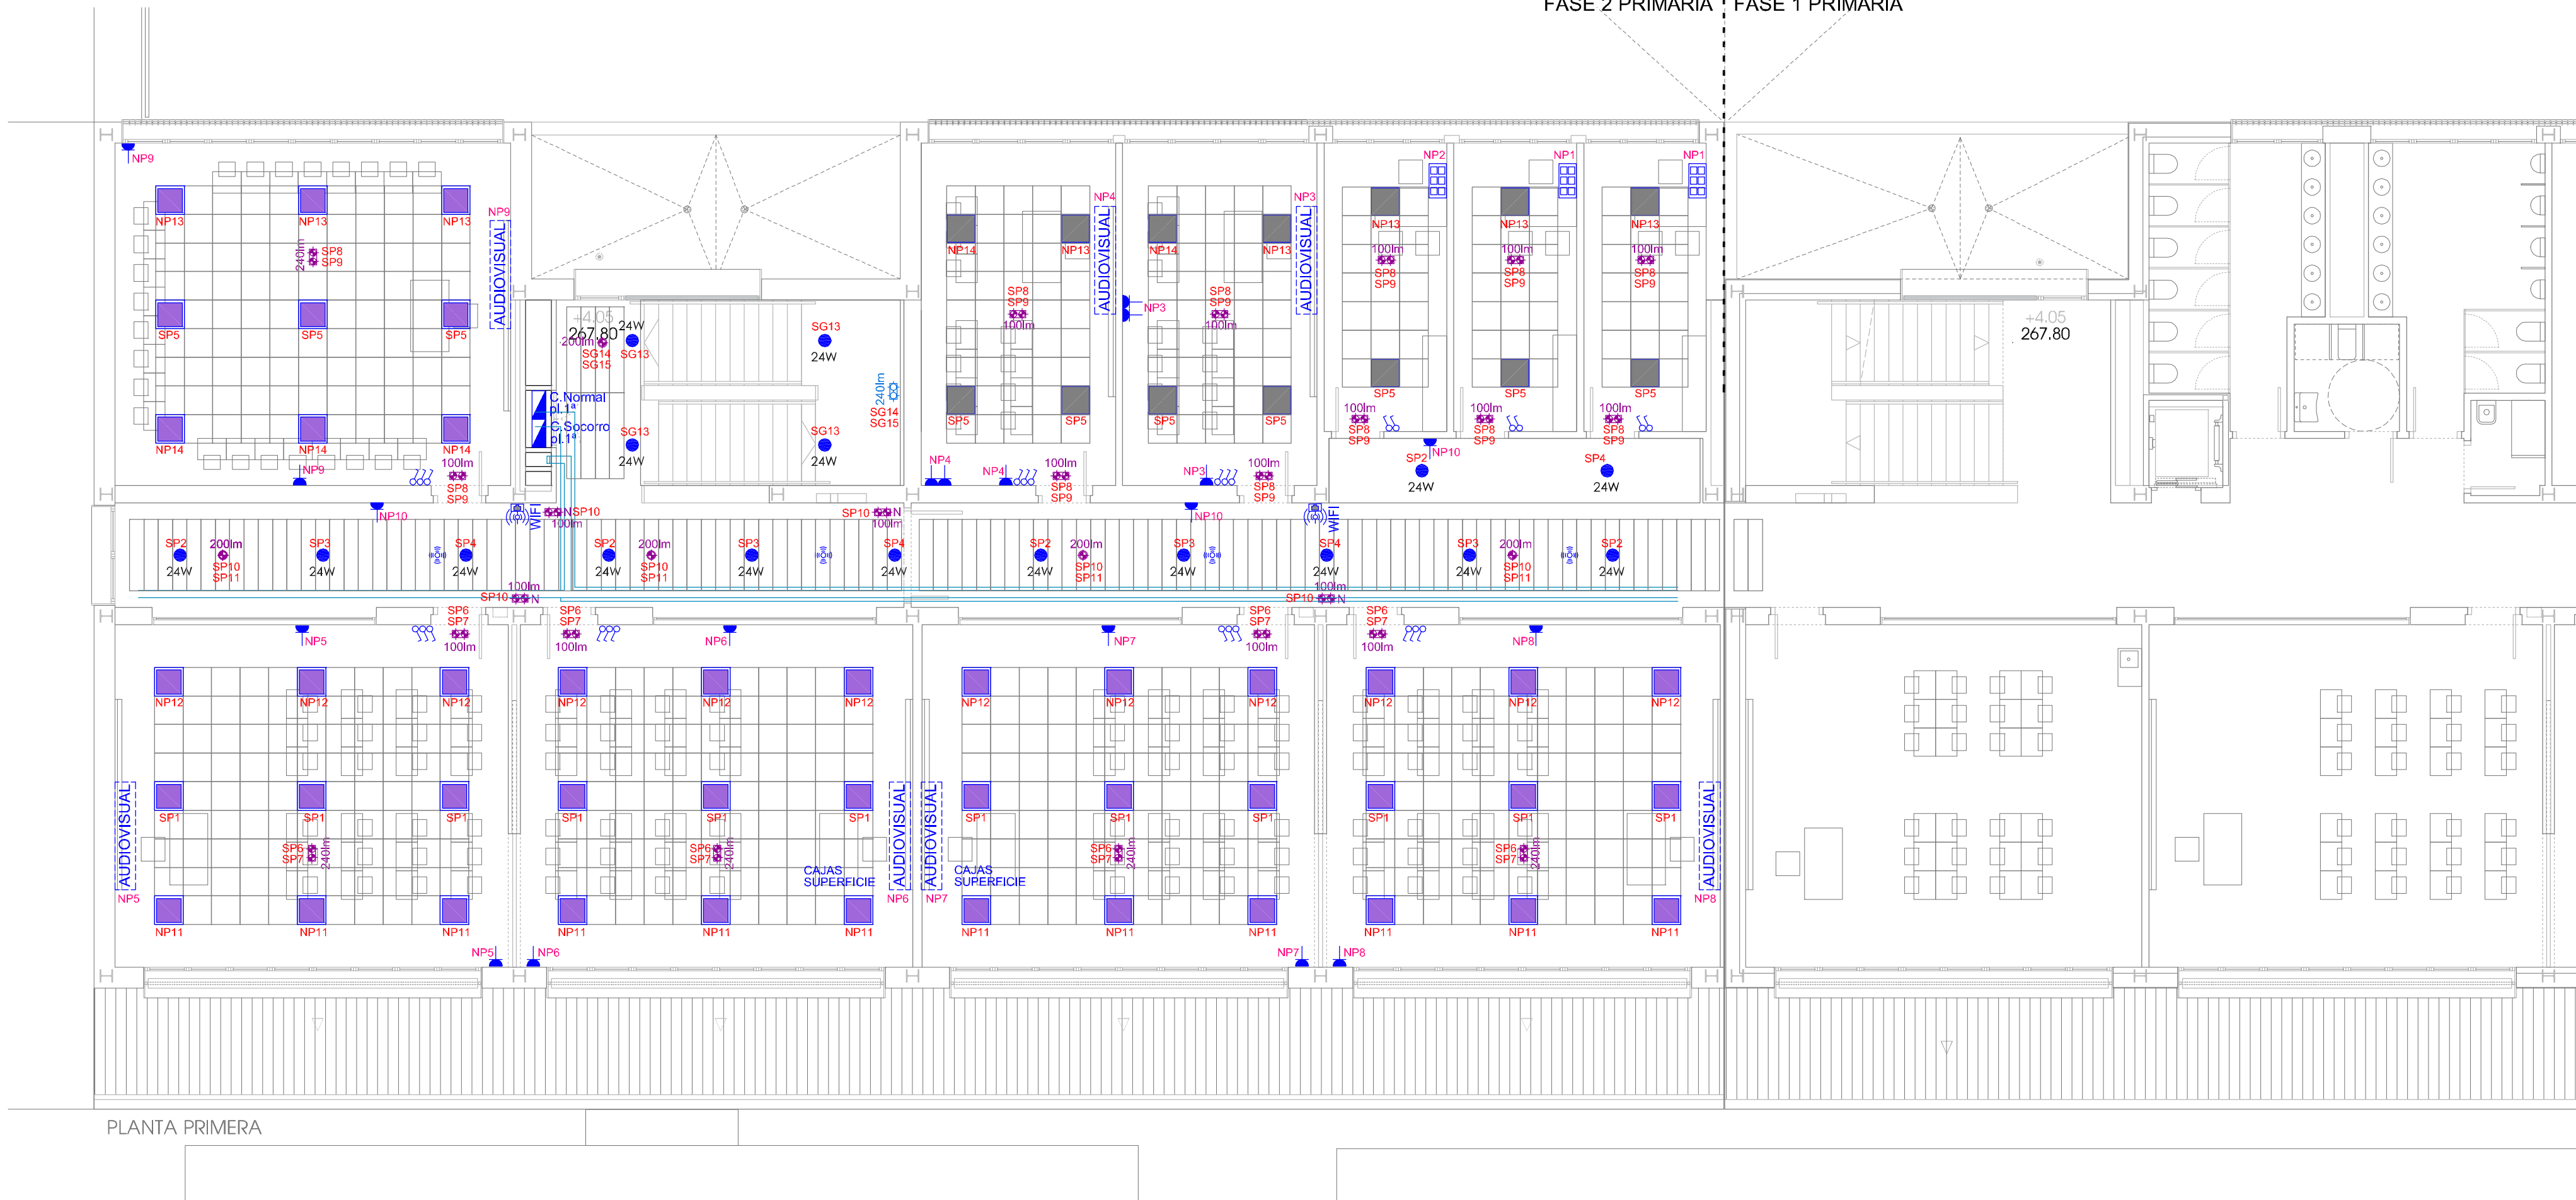 FASE 2 PRIMARIA
FASE 1 PRIMARIA
NP9
NP13
NP13
NP13
240lm
SP8
SP9
NP9
AUDIOVISUAL
SP5
SP5
SP5
NP14
NP14
NP14
NP9
100lm
SP8
SP9
+4.05
267.80
200lm
SG14
SG15
24W
SG13
SG13
24W
240lm
SG14
SG15
C.Normal
pl.1ª
C.Socorro
pl.1ª
SG13
24W
SG13
24W
NP4
AUDIOVISUAL
NP14
NP13
SP8
SP9
100lm
SP5
SP5
NP4
NP4
100lm
SP8
SP9
NP3
AUDIOVISUAL
NP14
NP13
NP3
SP8
SP9
100lm
SP5
SP5
NP3
100lm
SP8
SP9
NP2
NP13
100lm
SP8
SP9
SP5
100lm
SP8
SP9
NP1
NP13
100lm
SP8
SP9
SP5
100lm
SP8
SP9
NP1
NP13
100lm
SP8
SP9
SP5
100lm
SP8
SP9
NP10
SP2
24W
SP4
24W
+4.05
267.80
NP10
WIFI
N
SP10
100lm
SP10
N
100lm
NP10
WIFI
SP2
24W
200lm
SP10
SP11
SP3
24W
SP4
24W
SP2
24W
200lm
SP10
SP11
SP3
24W
SP4
24W
SP2
24W
200lm
SP10
SP11
SP3
24W
SP4
24W
SP3
24W
200lm
SP10
SP11
SP2
24W
100lm
SP10
N
100lm
SP10
N
NP5
SP6
SP7
100lm
SP6
SP7
100lm
NP6
NP7
SP6
SP7
100lm
SP6
SP7
100lm
NP8
NP12
NP12
NP12
NP12
NP12
NP12
NP12
NP12
NP12
NP12
NP12
NP12
SP1
SP1
SP1
SP1
SP1
SP1
SP1
SP1
SP1
SP1
SP1
SP1
AUDIOVISUAL
NP5
SP6
SP7
240lm
SP6
SP7
240lm
CAJAS
SUPERFICIE
AUDIOVISUAL
NP6
AUDIOVISUAL
NP7
CAJAS
SUPERFICIE
SP6
SP7
240lm
SP6
SP7
240lm
AUDIOVISUAL
NP8
NP11
NP11
NP11
NP11
NP11
NP11
NP11
NP11
NP11
NP11
NP11
NP11
NP5
NP6
NP7
NP8
PLANTA PRIMERA